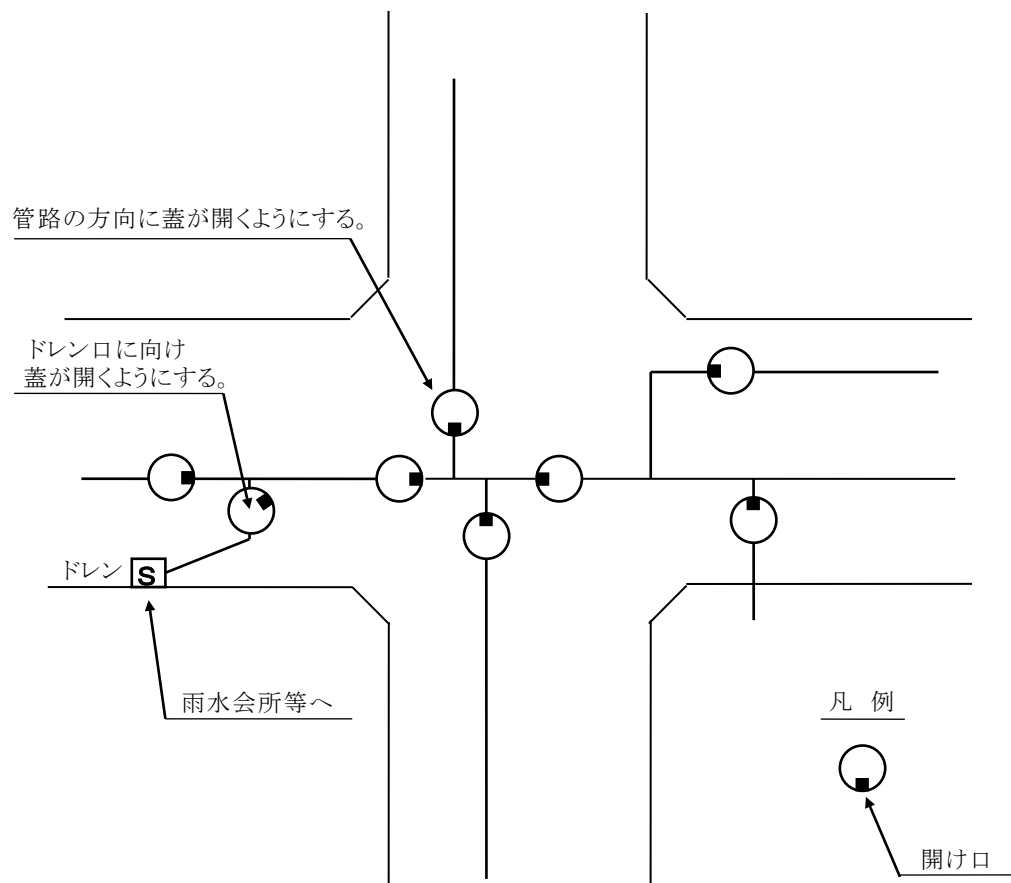 管路の方向に蓋が開くようにする。
ドレン口に向け
蓋が開くようにする。
ドレン
S
雨水会所等へ
凡 例
開け口